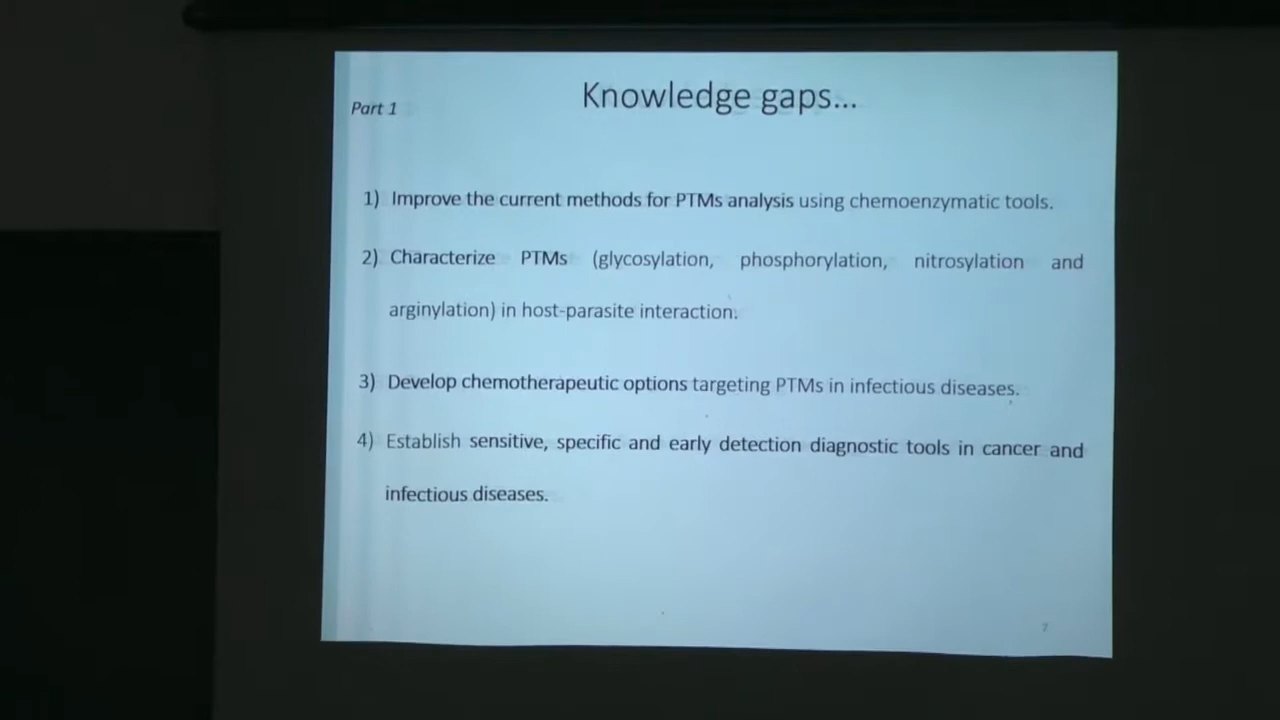 Part 1
Knowledge gaps...
1) Improve the current methods for PTMs analysis using chemoenzymatic tools.
2) Characterize PTMs (glycosylation, phosphorylation, nitrosylation and
arginylation) in host-parasite interaction.
3) Develop chemotherapeutic options targeting PTMs in infectious diseases.
4) Establish sensitive, specific and early detection diagnostic tools in cancer and
infectious diseases.
7